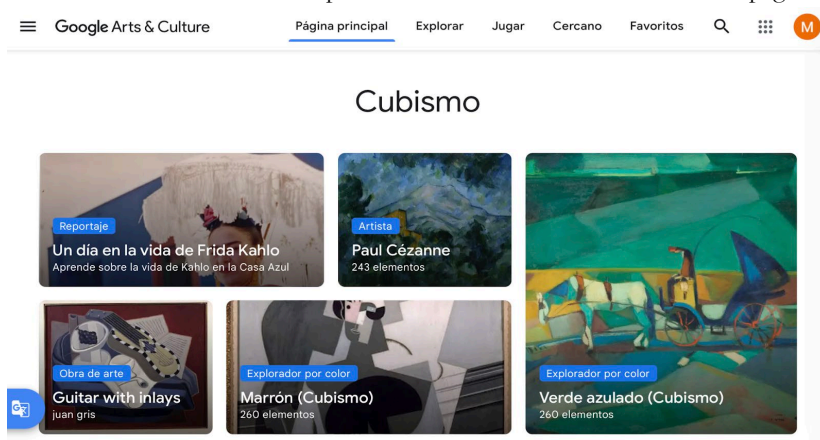 Google Arts & Culture
Página principal Explorar Jugar Cercano Favoritos
M
Cubismo
Reportaje
Un día en la vida de Frida Kahlo
Aprende sobre la vida de Kahlo en la Casa Azul
Artista
Paul Cézanne
243 elementos
Obra de arte
Guitar with inlays
juan gris
Explorador por color
Marrón (Cubismo)
260 elementos
Explorador por color
Verde azulado (Cubismo)
260 elementos